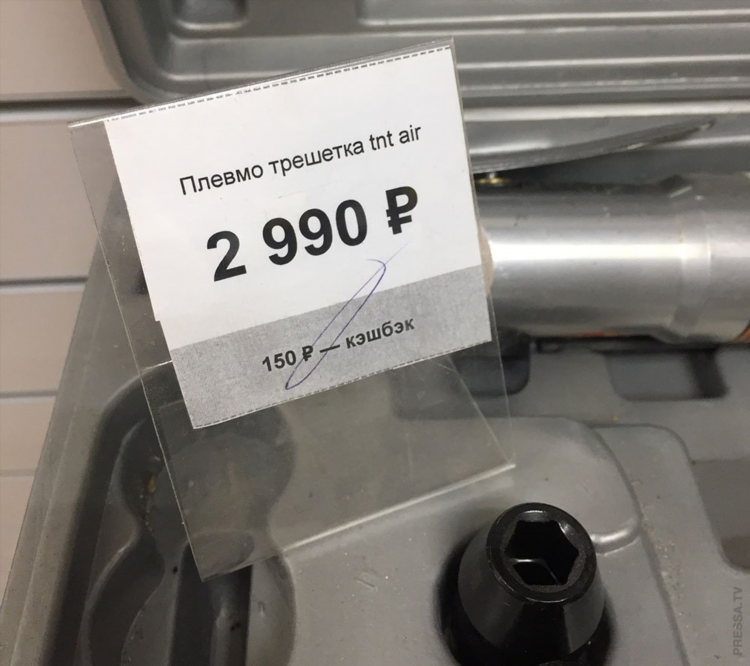 Плевмо трешетка tnt air
2 990 ₽
150 ₽ — кэшбэк
PRESSA.TV